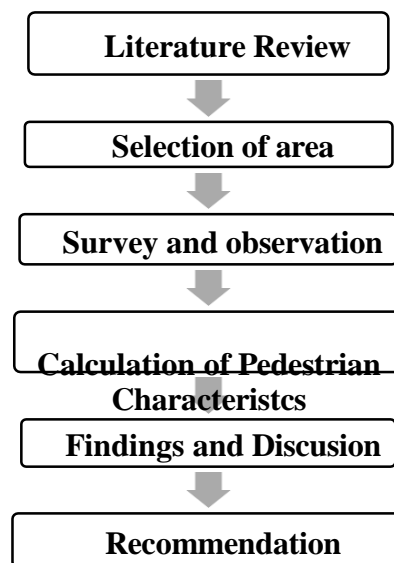 Literature Review
Selection of area
Survey and observation
Calculation of Pedestrian
Characteristcs
Findings and Discusion
Recommendation